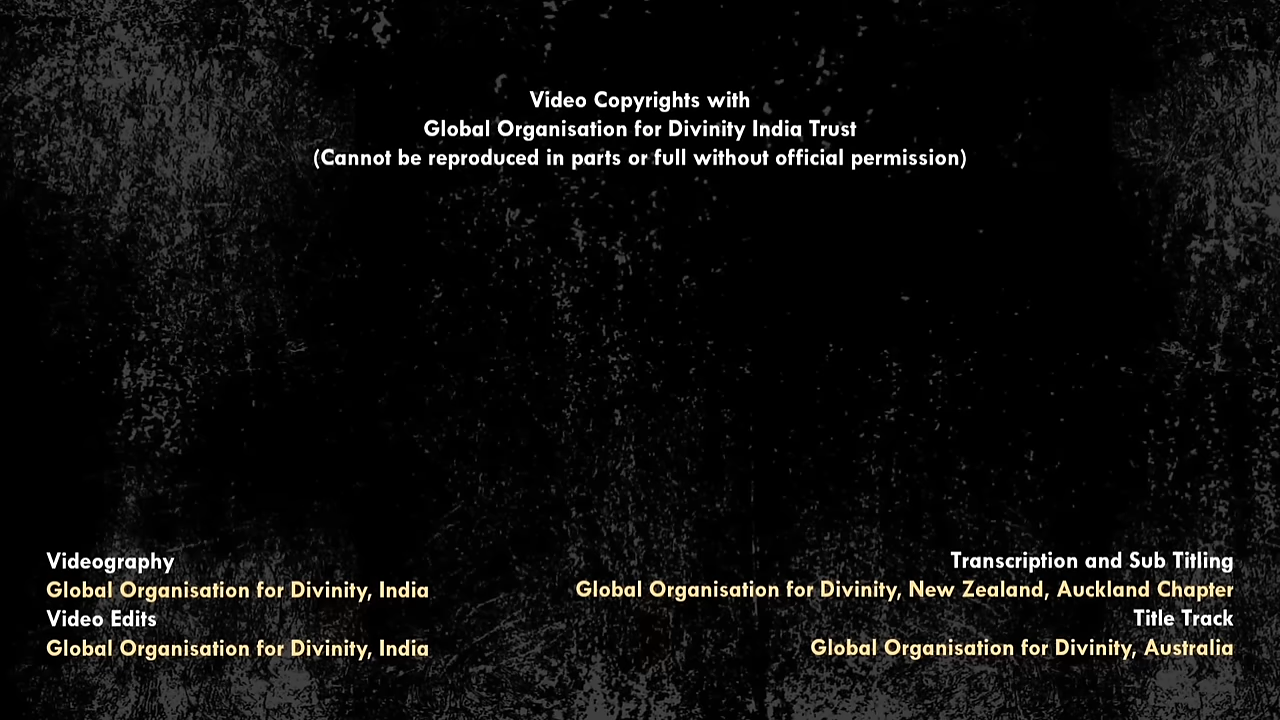 Video Copyrights with
Global Organisation for Divinity India Trust
(Cannot be reproduced in parts or full without official permission)
Videography
Global Organisation for Divinity, India
Video Edits
Global Organisation for Divinity, India
Transcription and Sub Titling
Global Organisation for Divinity, New Zealand, Auckland Chapter
Title Track
Global Organisation for Divinity, Australia